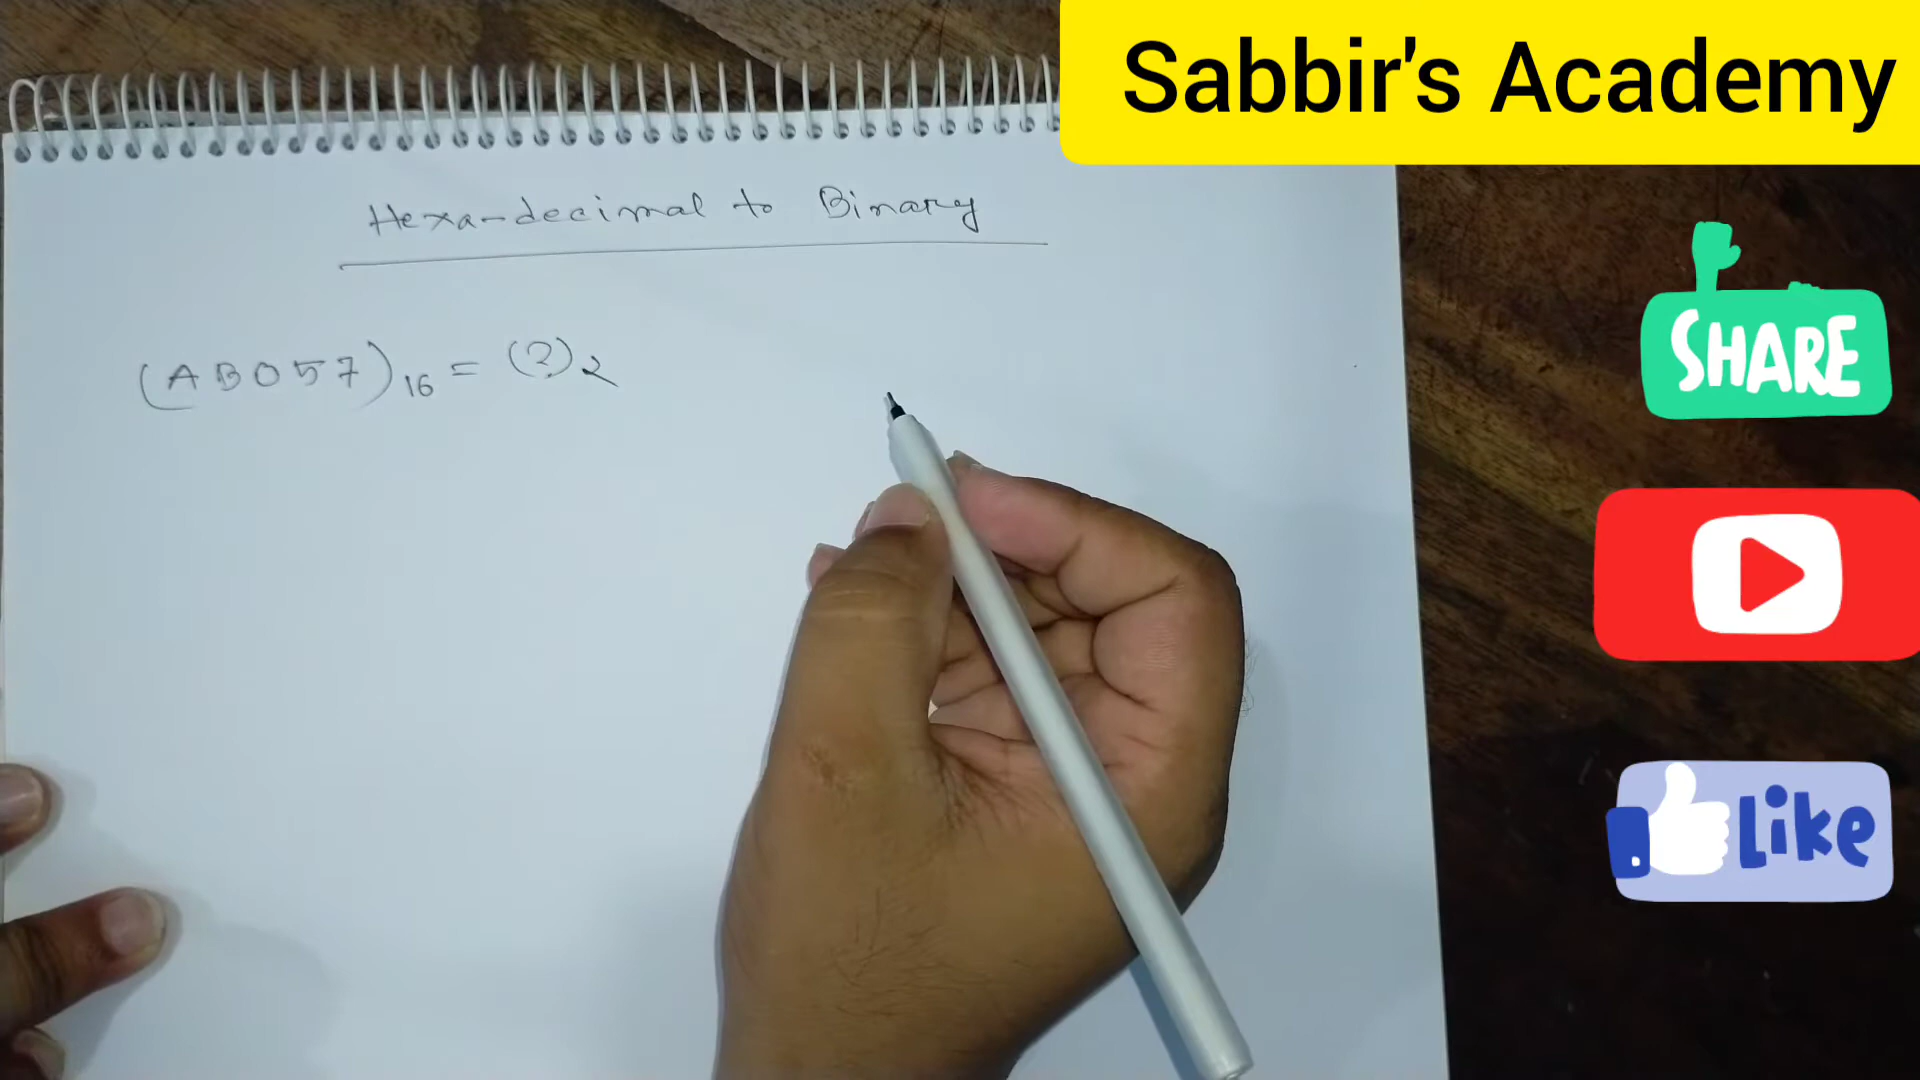 Sabbir's Academy
Hexa-decimal to Binary
(AB057)16 = (?)2
SHARE
Like